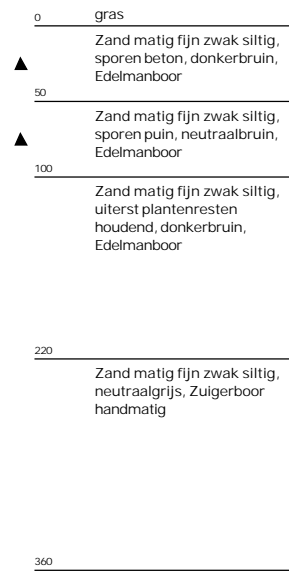 0 gras
Zand matig fijn zwak siltig,
sporen beton, donkerbruin,
Edelmanboor
50
Zand matig fijn zwak siltig,
sporen puin, neutraalbruin,
Edelmanboor
100
Zand matig fijn zwak siltig,
uiterst plantenresten
houdend, donkerbruin,
Edelmanboor
220
Zand matig fijn zwak siltig,
neutraalgrijs, Zuigerboor
handmatig
360